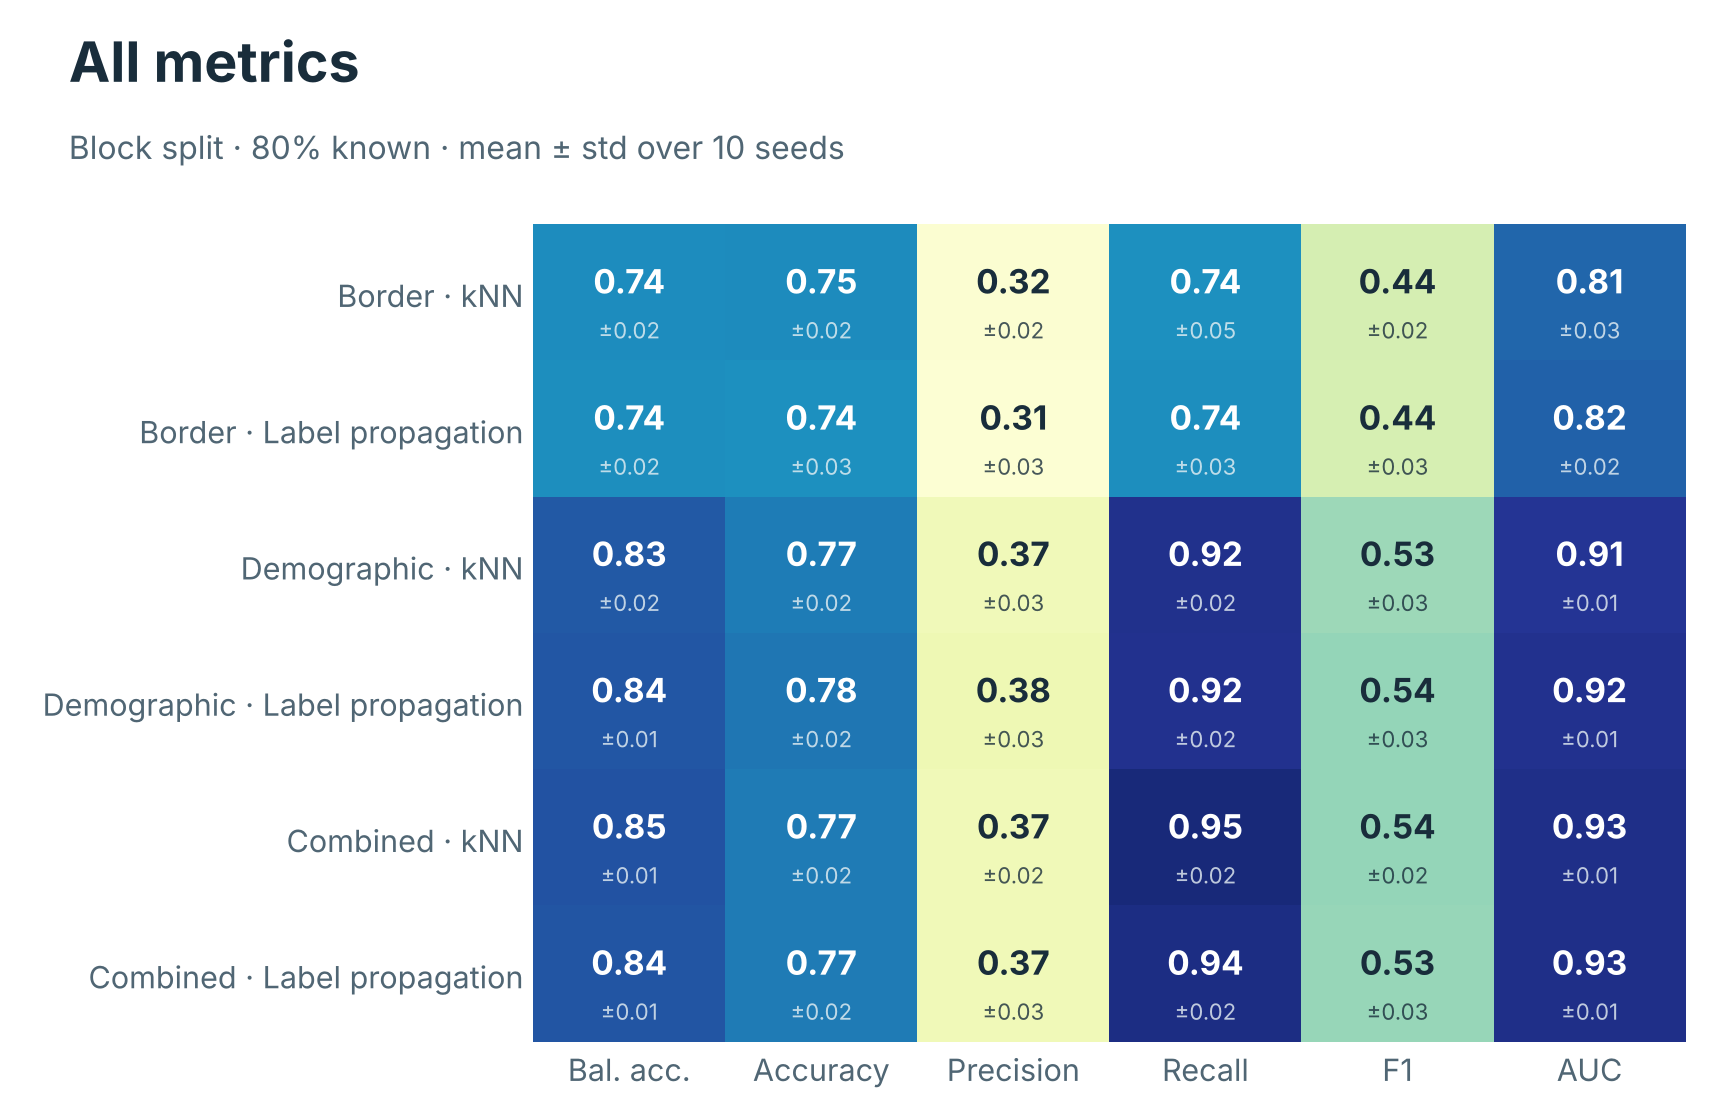 All metrics
Block split · 80% known · mean ± std over 10 seeds
Border · kNN
0.74 0.75 0.32 0.74 0.44 0.81
±0.02 ±0.02 ±0.02 ±0.05 ±0.02 ±0.03
Border · Label propagation
0.74 0.74 0.31 0.74 0.44 0.82
±0.02 ±0.03 ±0.03 ±0.03 ±0.03 ±0.02
Demographic · kNN
0.83 0.77 0.37 0.92 0.53 0.91
±0.02 ±0.02 ±0.03 ±0.02 ±0.03 ±0.01
Demographic · Label propagation
0.84 0.78 0.38 0.92 0.54 0.92
±0.01 ±0.02 ±0.03 ±0.02 ±0.03 ±0.01
Combined · kNN
0.85 0.77 0.37 0.95 0.54 0.93
±0.01 ±0.02 ±0.02 ±0.02 ±0.02 ±0.01
Combined · Label propagation
0.84 0.77 0.37 0.94 0.53 0.93
±0.01 ±0.02 ±0.03 ±0.02 ±0.03 ±0.01
Bal. acc. Accuracy Precision Recall F1 AUC